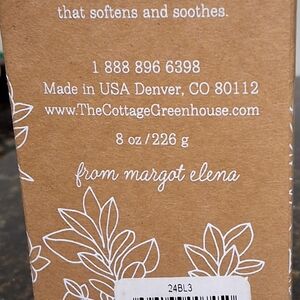 that softens and soothes.
1 888 896 6398
Made in USA Denver, CO 80112
www.TheCottageGreenhouse.com
8 oz / 226 g
from margot elena
24BL3